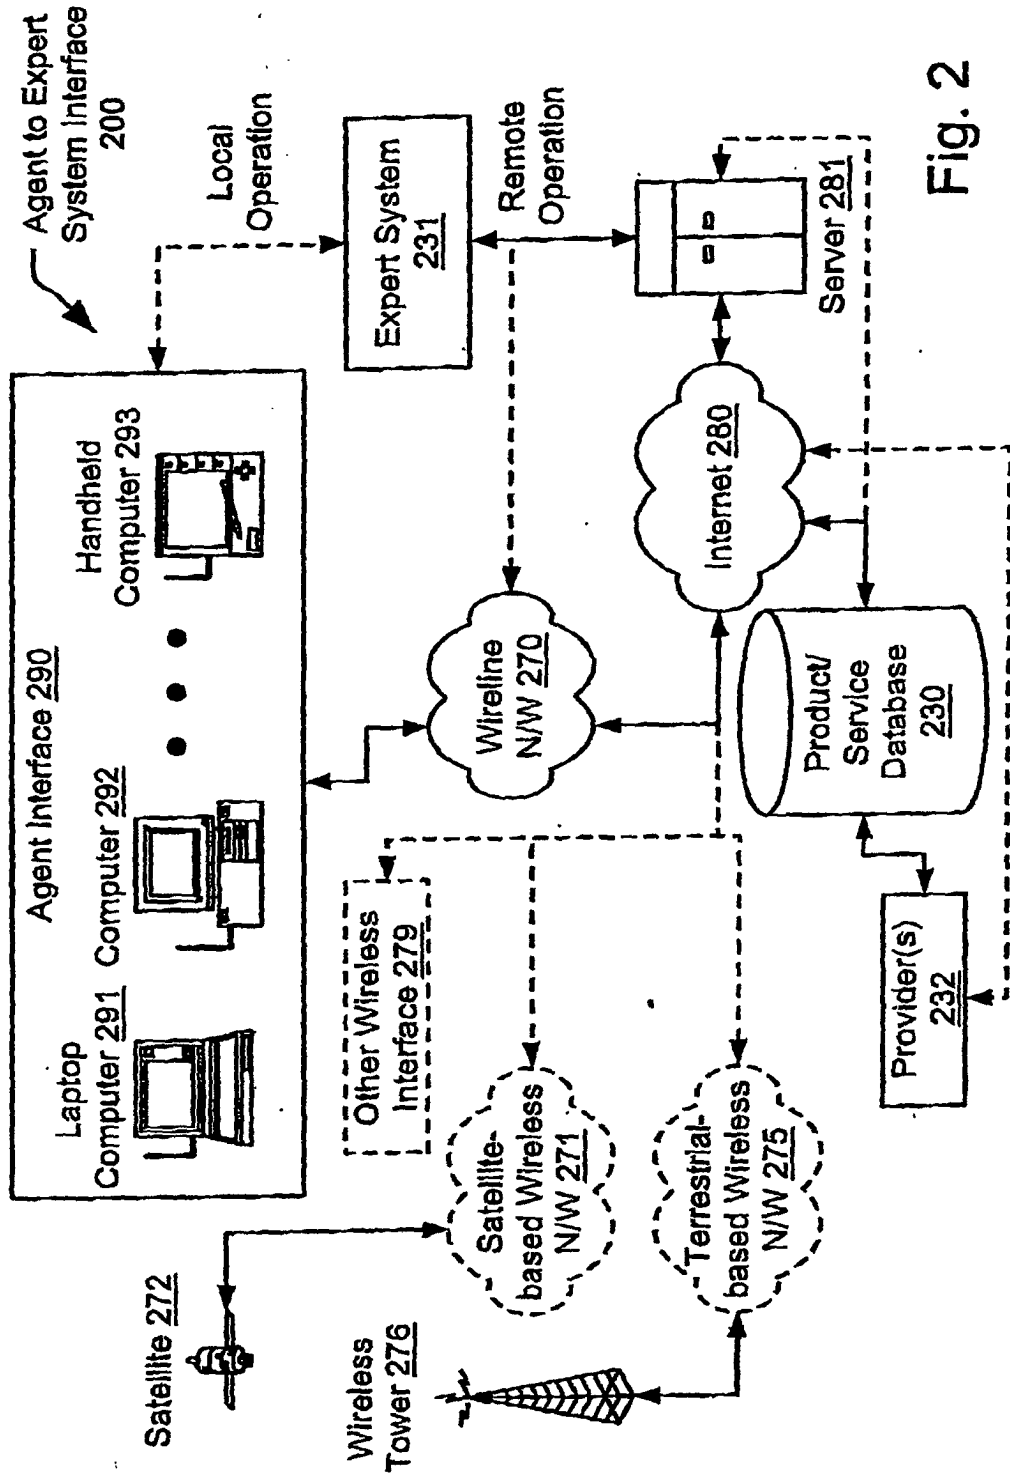 Agent to Expert
System Interface
200
Agent Interface 290
Laptop
Computer 291
Computer 292
Handheld
Computer 293
Local
Operation
Satellite 272
Wireless
Tower 276
Other Wireless
Interface 279
Expert System
231
Satellite-
based Wireless
N/W 271
Wireline
N/W 270
Remote
Operation
Terrestrial-
based Wireless
N/W 275
Internet 280
Server 281
Product/
Service
Database
230
Provider(s)
232
Fig. 2